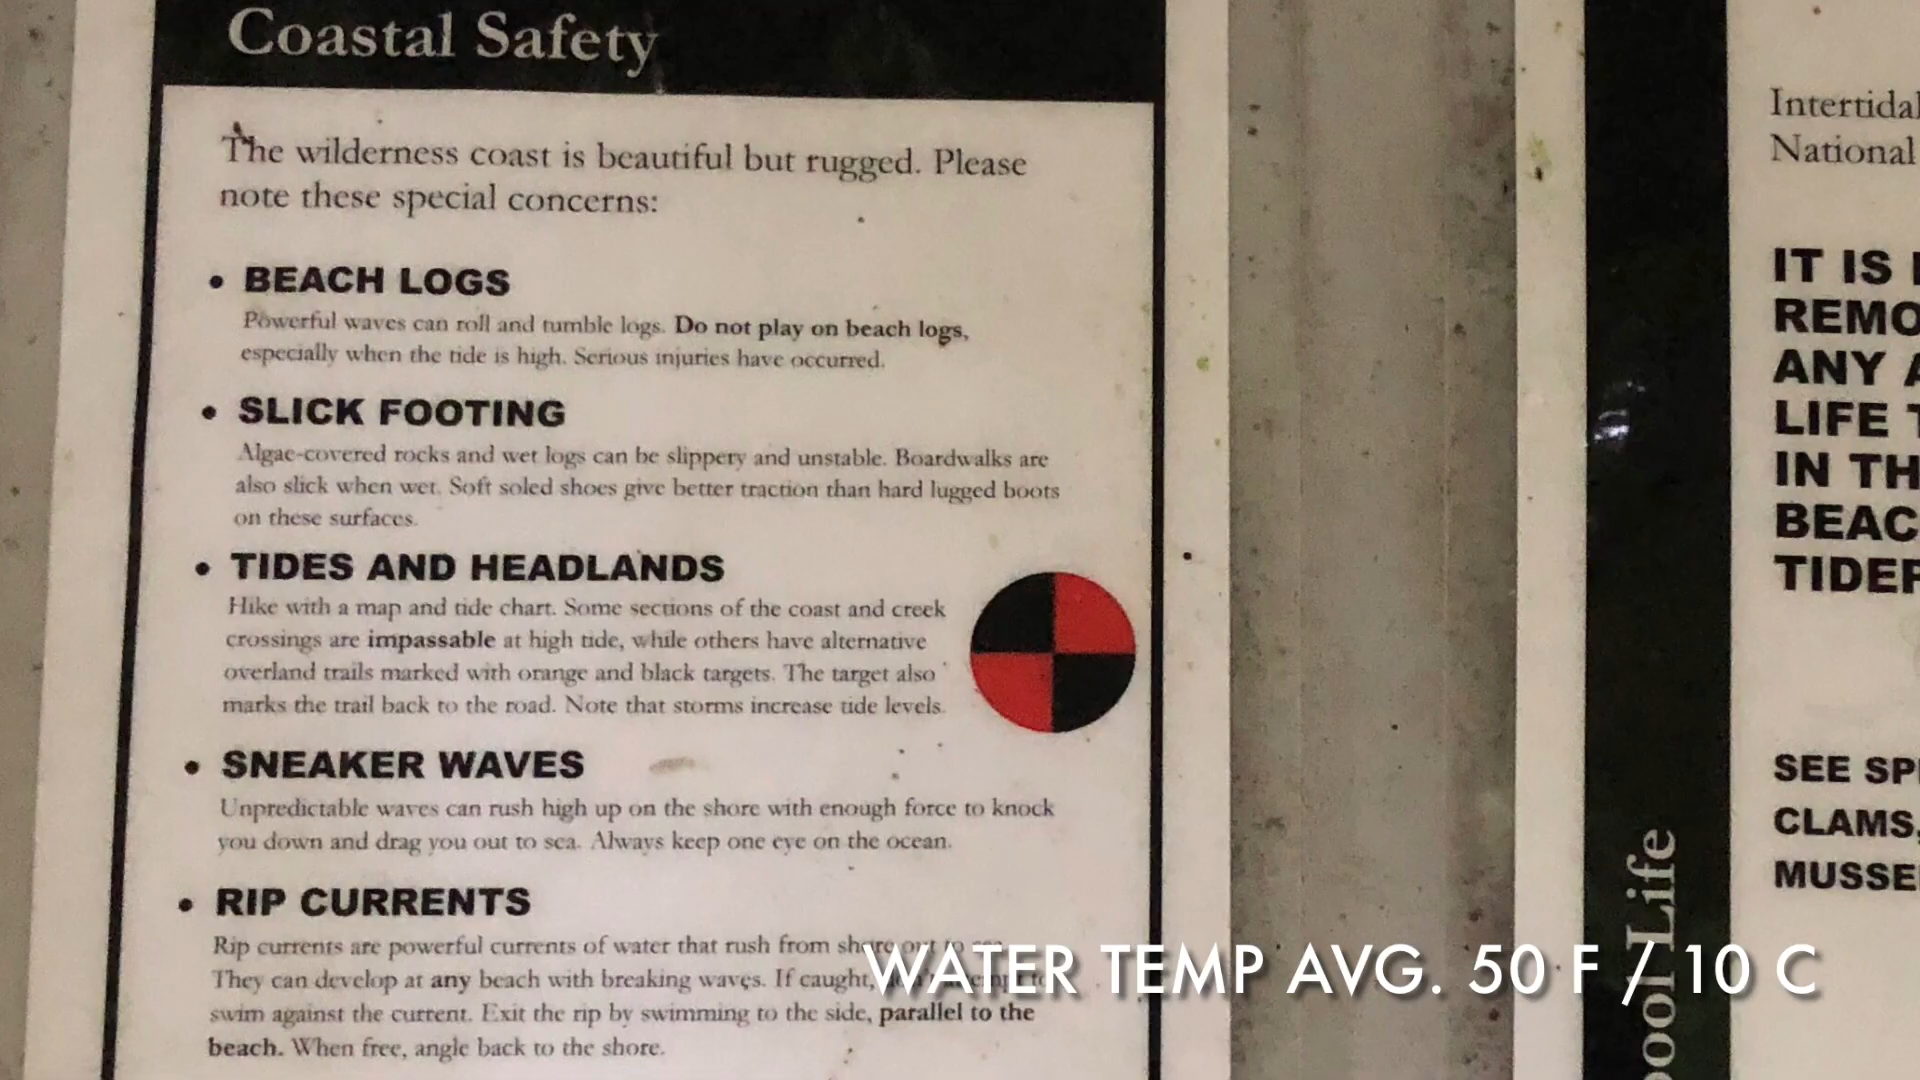 Coastal Safety
The wilderness coast is beautiful but rugged. Please
note these special concerns:
• BEACH LOGS
Powerful waves can roll and tumble logs. Do not play on beach logs,
especially when the tide is high. Serious injuries have occurred.
• SLICK FOOTING
Algae-covered rocks and wet logs can be slippery and unstable. Boardwalks are
also slick when wet. Soft soled shoes give better traction than hard lugged boots
on these surfaces.
• TIDES AND HEADLANDS
Hike with a map and tide chart. Some sections of the coast and creek
crossings are impassable at high tide, while others have alternative
overland trails marked with orange and black targets. The target also
marks the trail back to the road. Note that storms increase tide levels.
• SNEAKER WAVES
Unpredictable waves can rush high up on the shore with enough force to knock
you down and drag you out to sea. Always keep one eye on the ocean.
• RIP CURRENTS
Rip currents are powerful currents of water that rush from shore out to
They can develop at any beach with breaking waves. If caught,
swim against the current. Exit the rip by swimming to the side, parallel to the
beach. When free, angle back to the shore.
Intertidal
National
IT IS
REMO
ANY A
LIFE T
IN TH
BEAC
TIDEP
SEE SP
CLAMS,
MUSSE
ool Life
WATER TEMP AVG. 50 F / 10 C